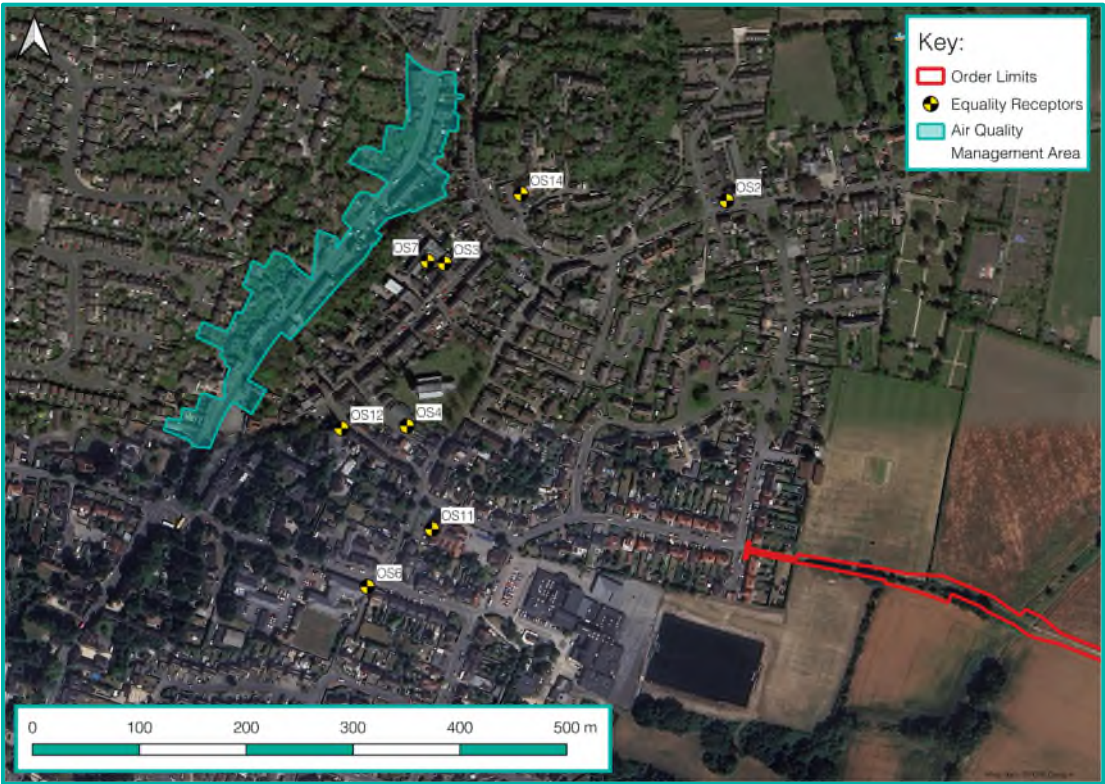 Key:
Order Limits
Equality Receptors
Air Quality
Management Area
OS14
OS2
OS7
OS3
OS12
OS4
OS11
OS6
0 100 200 300 400 500 m